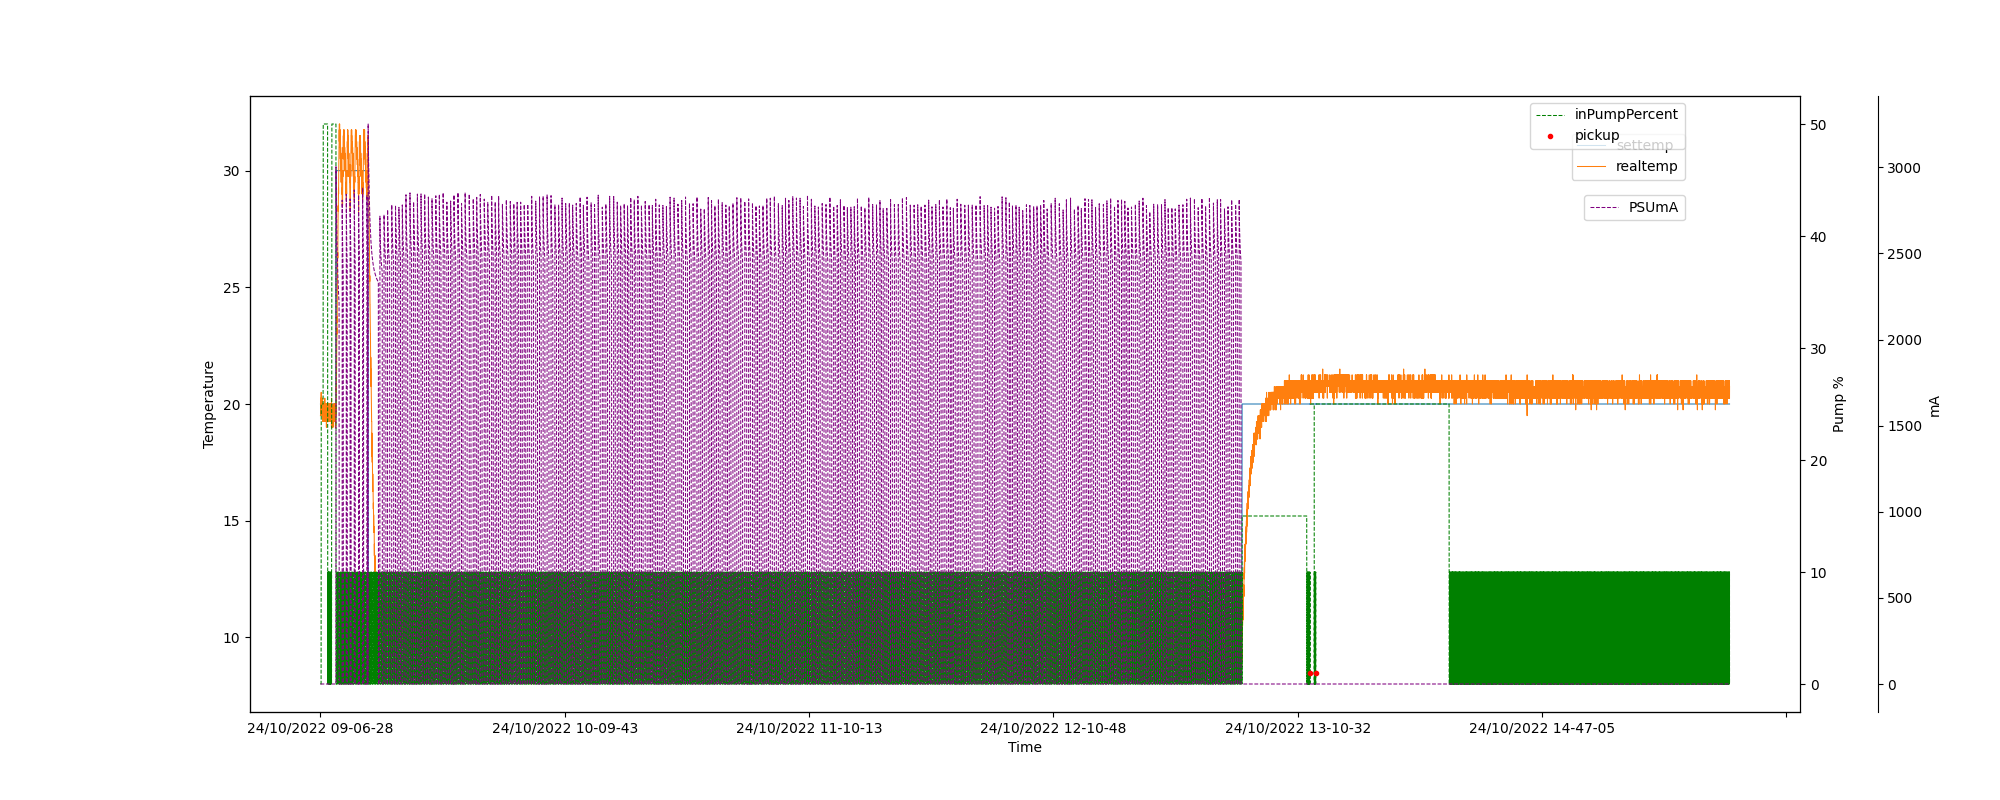 inPumpPercent
pickup
settemp
realtemp
PSUmA
30
25
20
15
10
Temperature
50
40
30
20
10
0
Pump %
3000
2500
2000
1500
1000
500
0
mA
24/10/2022 09-06-28
24/10/2022 10-09-43
24/10/2022 11-10-13
24/10/2022 12-10-48
24/10/2022 13-10-32
24/10/2022 14-47-05
Time